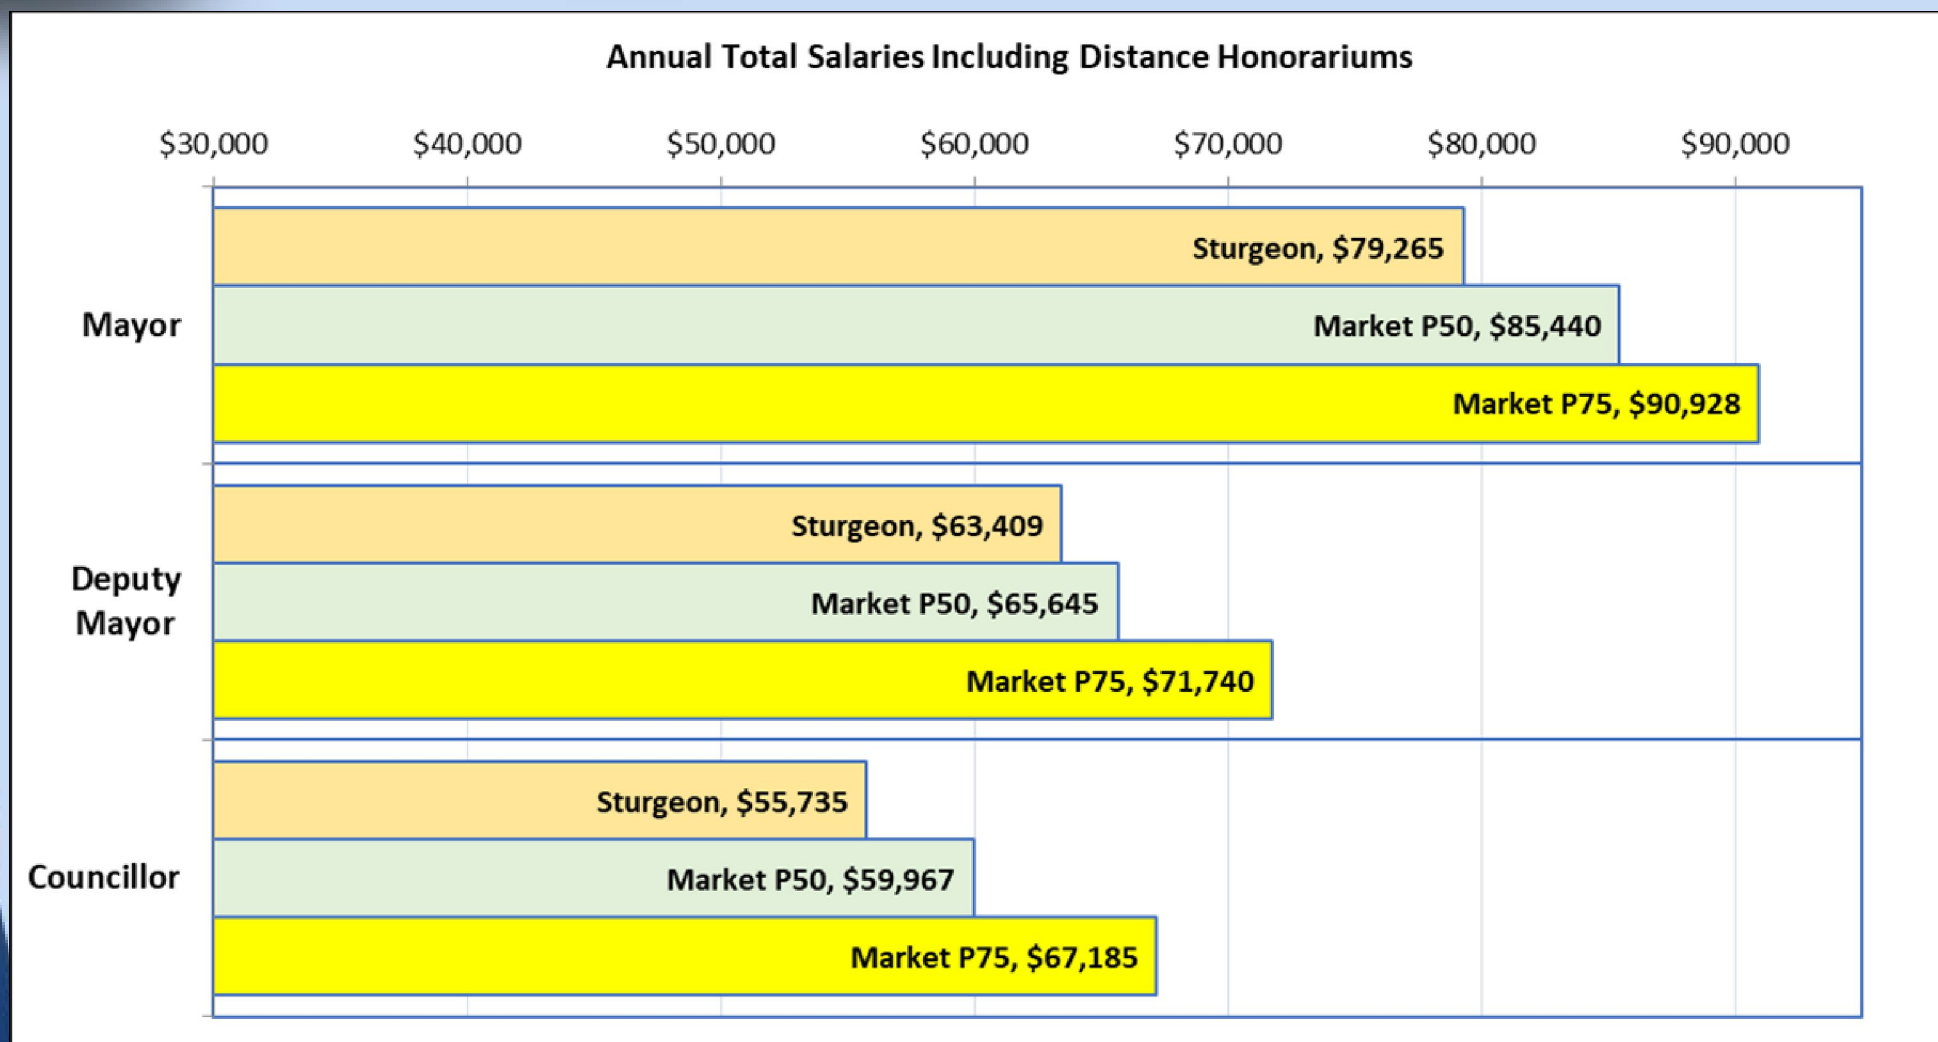 Annual Total Salaries Including Distance Honorariums
$30,000 $40,000 $50,000 $60,000 $70,000 $80,000 $90,000
Mayor
Sturgeon, $79,265
Market P50, $85,440
Market P75, $90,928
Deputy
Mayor
Sturgeon, $63,409
Market P50, $65,645
Market P75, $71,740
Councillor
Sturgeon, $55,735
Market P50, $59,967
Market P75, $67,185